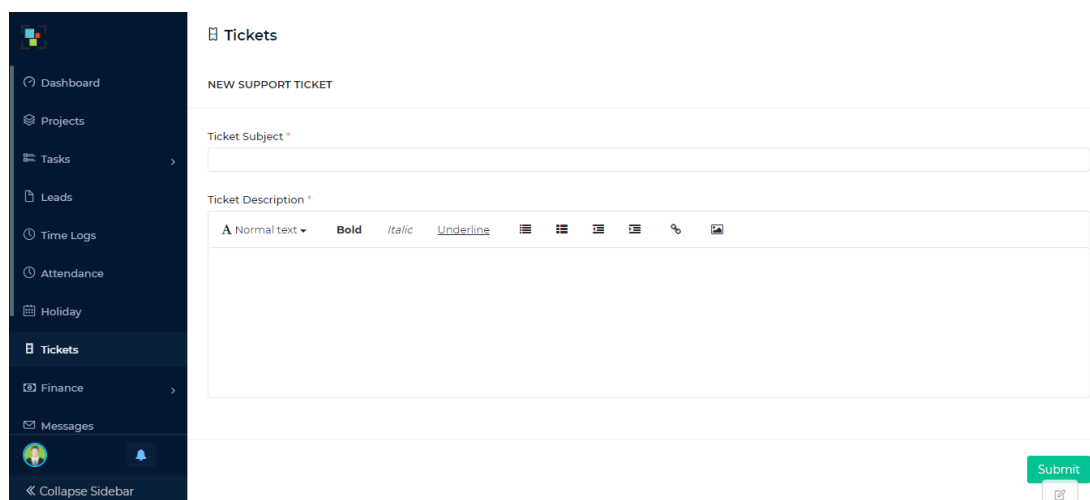 Tickets
NEW SUPPORT TICKET
Dashboard
Projects
Tasks
Leads
Time Logs
Attendance
Holiday
Tickets
Finance
Messages
Collapse Sidebar
Ticket Subject *
Ticket Description *
A Normal text Bold Italic Underline
Submit